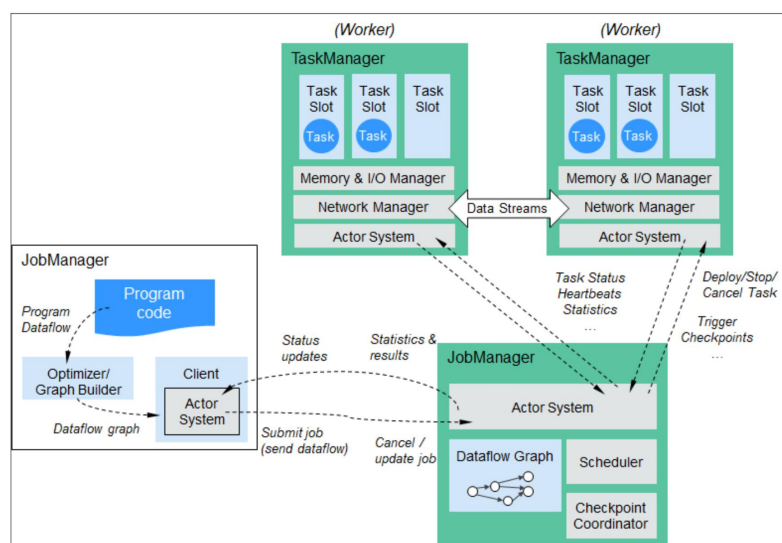 (Worker)
(Worker)
TaskManager
TaskManager
Task
Slot
Task
Slot
Task
Slot
Task
Task
Task
Slot
Task
Slot
Task
Slot
Task
Task
Memory & I/O Manager
Memory & I/O Manager
Network Manager
Data Streams
Network Manager
Actor System
Actor System
JobManager
Program
code
Program
Dataflow
Optimizer/
Graph Builder
Client
Actor
System
Dataflow graph
Status
updates
Statistics &
results
Submit job
(send dataflow)
Cancel /
update job
Task Status
Heartbeats
Statistics
...
Deploy/Stop/
Cancel Task
Trigger
Checkpoints
...
JobManager
Actor System
Dataflow Graph
Scheduler
Checkpoint
Coordinator